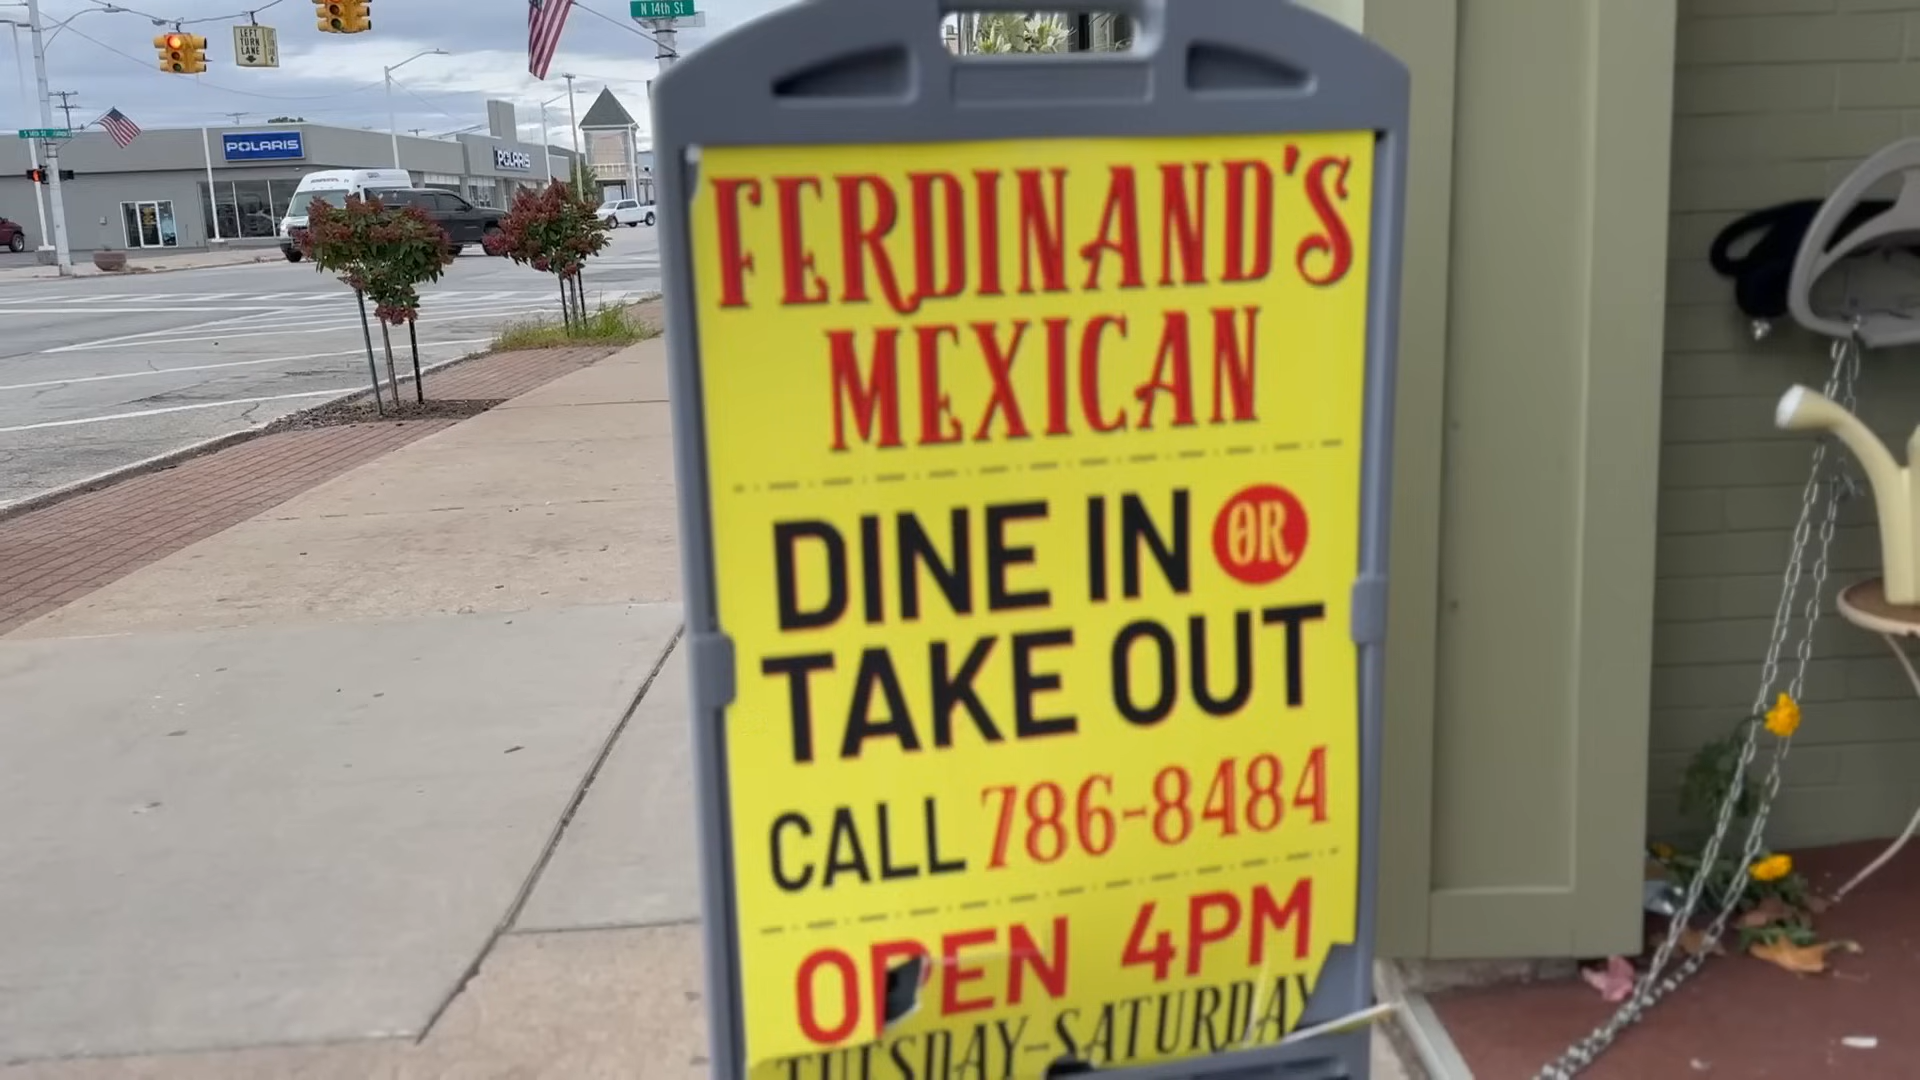 LEFT
TURN
LANE
N 14th St
POLARIS
POLARIS
FERDINAND'S
MEXICAN
DINE IN OR
TAKE OUT
CALL 786-8484
OPEN 4PM
TUESDAY-SATURDAY